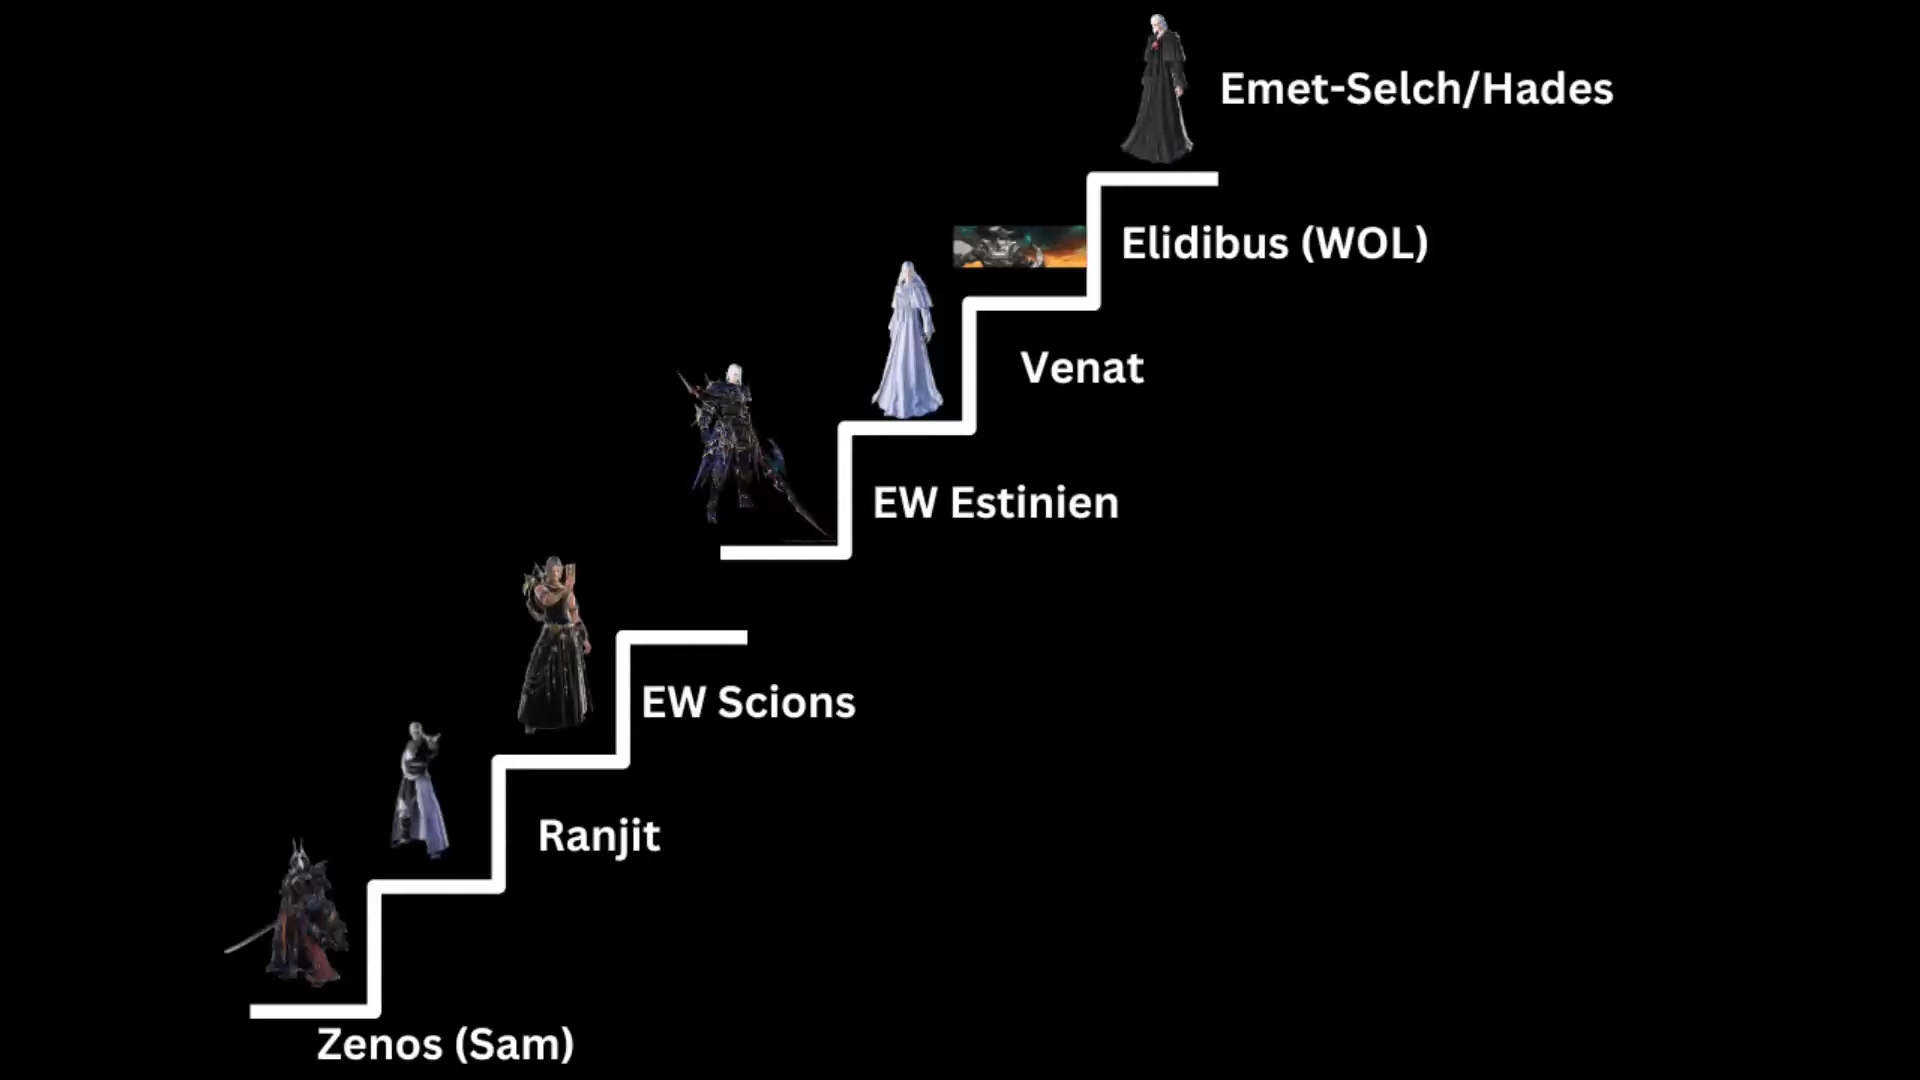 Emet-Selch/Hades
Elidibus (WOL)
Venat
EW Estinien
EW Scions
Ranjit
Zenos (Sam)